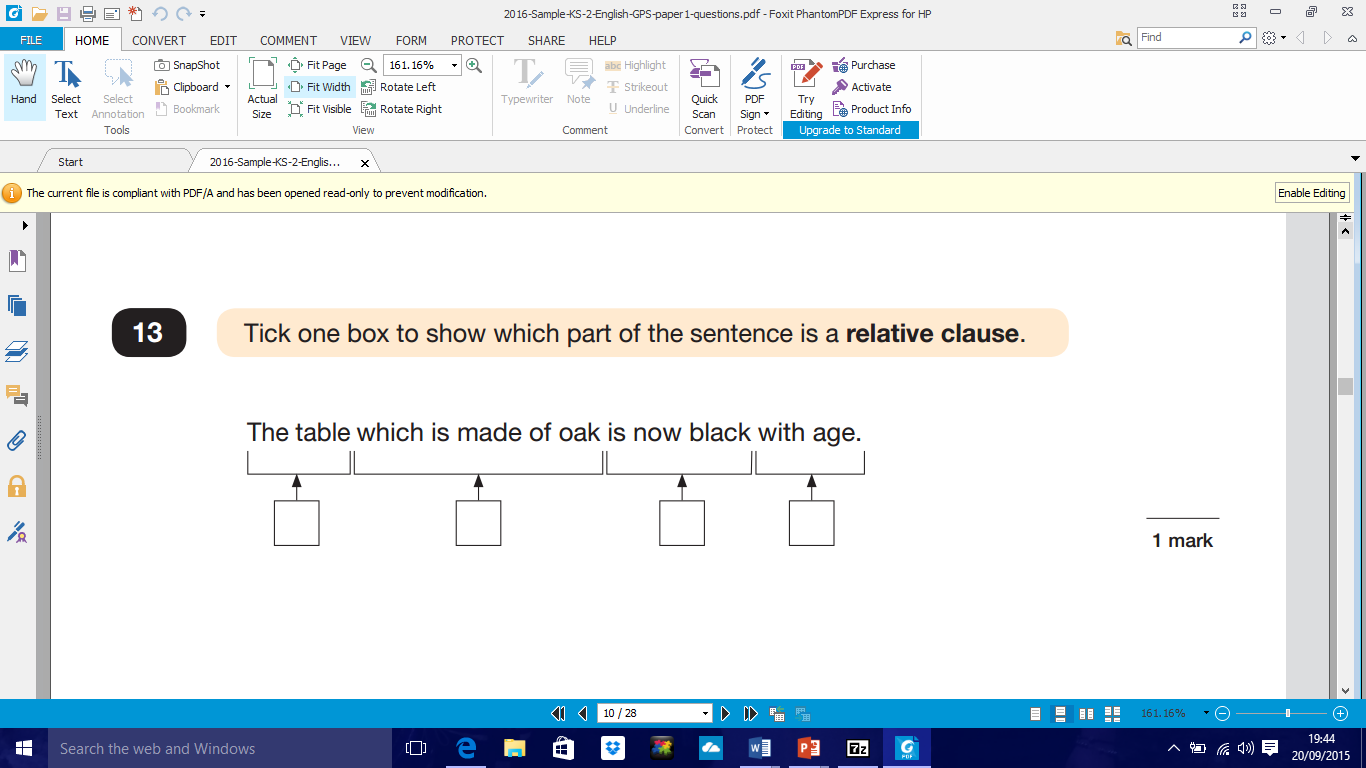 2016-Sample-KS-2-English-GPS-paper1-questions.pdf - Foxit PhantomPDF Express for HP
FILE HOME CONVERT EDIT COMMENT VIEW FORM PROTECT SHARE HELP
Find
Hand
Select Text
Select Annotation
SnapShot
Clipboard
Bookmark
Tools
Actual Size
Fit Page
Fit Width
Fit Visible
161.16%
Rotate Left
Rotate Right
View
Typewriter
Note
abc Highlight
T Strikeout
U Underline
Comment
Quick Scan
Convert
PDF Sign
Protect
PDF
Try Editing
Purchase
Activate
Product Info
Upgrade to Standard
Start
2016-Sample-KS-2-Englis...
The current file is compliant with PDF/A and has been opened read-only to prevent modification.
Enable Editing
13
Tick one box to show which part of the sentence is a relative clause.
The table which is made of oak is now black with age.
1 mark
10 / 28
161.16%
Search the web and Windows
7z
PDF
19:44
20/09/2015